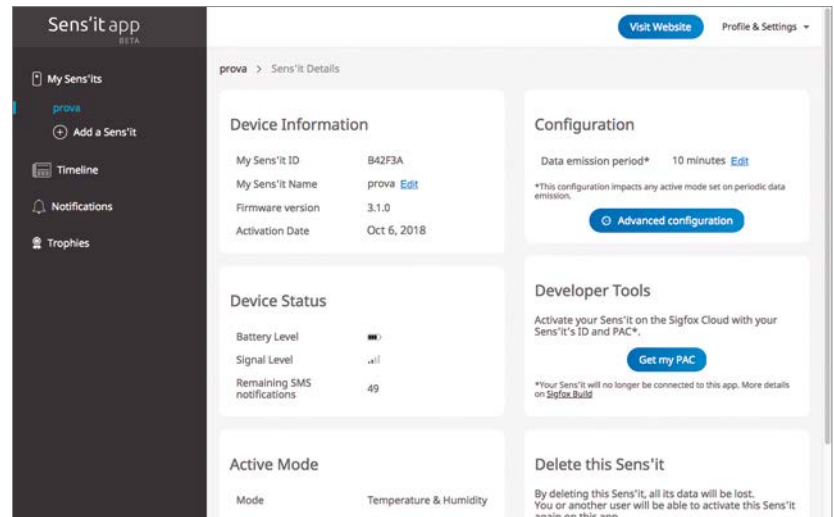 Sens'it app
BETA
My Sens'its
prova
Add a Sens'it
Timeline
Notifications
Trophies
Visit Website
Profile & Settings
prova > Sens'it Details
Device Information
My Sens'it ID B42F3A
My Sens'it Name prova Edit
Firmware version 3.1.0
Activation Date Oct 6, 2018
Configuration
Data emission period* 10 minutes Edit
*This configuration impacts any active mode set on periodic data
emission.
Advanced configuration
Device Status
Battery Level
Signal Level
Remaining SMS
notifications 49
Developer Tools
Activate your Sens'it on the Sigfox Cloud with your
Sens'it's ID and PAC*.
Get my PAC
*Your Sens'it will no longer be connected to this app. More details
on Sigfox Build
Active Mode
Mode Temperature & Humidity
Delete this Sens'it
By deleting this Sens'it, all its data will be lost.
You or another user will be able to activate this Sens'it
again on this app